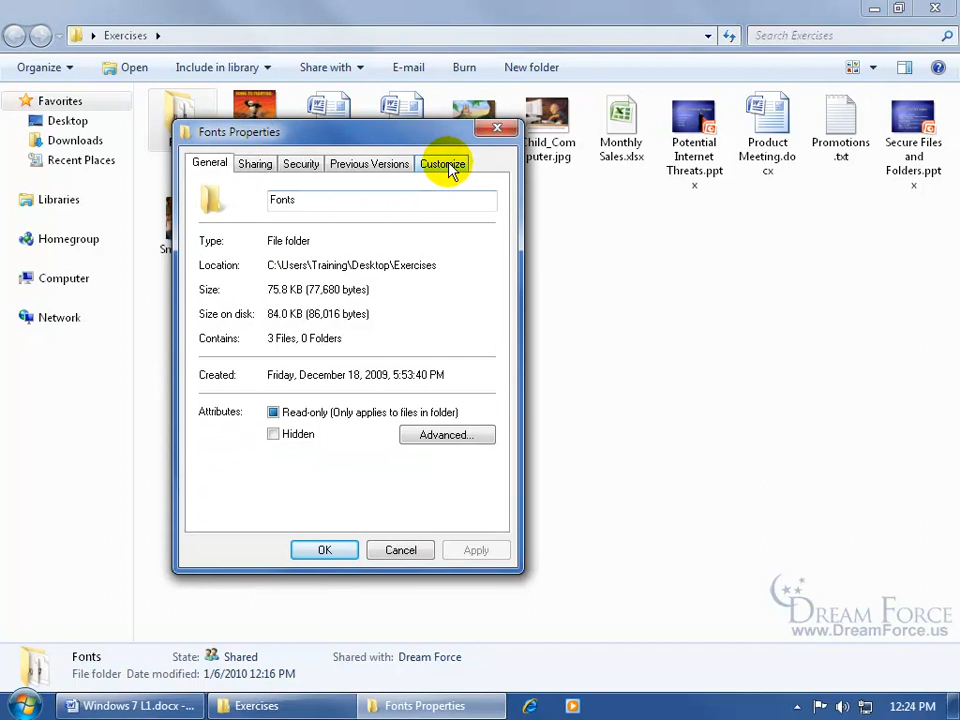 Exercises
Search Exercises
Organize Open Include in library Share with E-mail Burn New folder
Favorites
Desktop
Downloads
Recent Places
Libraries
Homegroup
Computer
Network
Fonts Properties
General Sharing Security Previous Versions Customize
Fonts
Type: File folder
Location: C:\Users\Training\Desktop\Exercises
Size: 75.8 KB (77,680 bytes)
Size on disk: 84.0 KB (86,016 bytes)
Contains: 3 Files, 0 Folders
Created: Friday, December 18, 2009, 5:53:40 PM
Attributes: Read-only (Only applies to files in folder)
Hidden Advanced...
OK Cancel Apply
Child_Com
puter.jpg
Monthly
Sales.xlsx
Potential
Internet
Threats.ppt
x
Product
Meeting.do
cx
Promotions
.txt
Secure Files
and
Folders.ppt
x
DREAM FORCE
www.DreamForce.us
Fonts State: Shared Shared with: Dream Force
File folder Date modified: 1/6/2010 12:16 PM
Windows 7 L1.docx -... Exercises Fonts Properties 12:24 PM